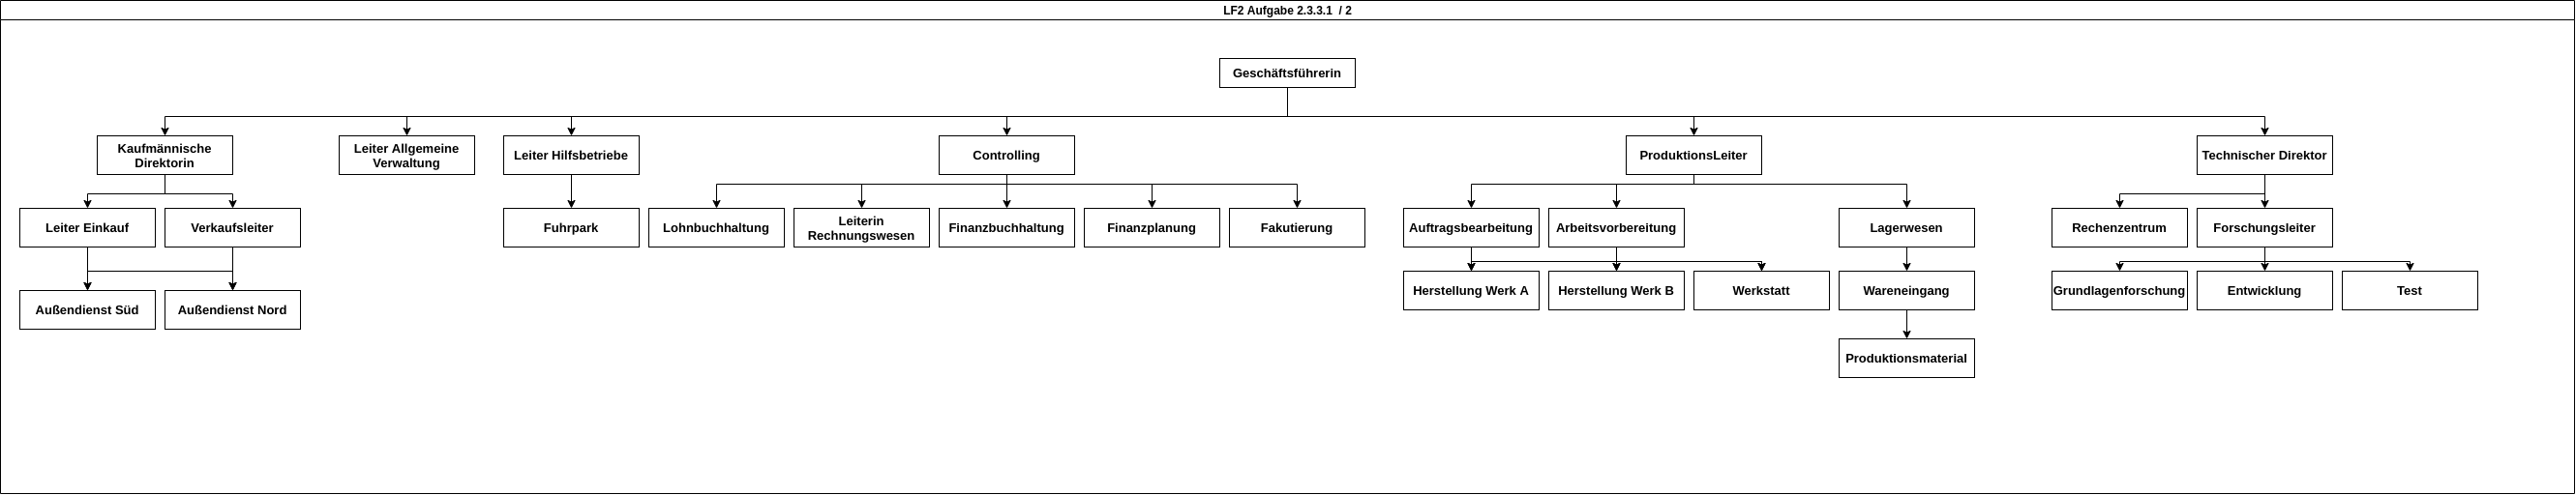 LF2 Aufgabe 2.3.3.1 / 2
Geschäftsführerin
Kaufmännische
Direktorin
Leiter Allgemeine
Verwaltung
Leiter Hilfsbetriebe
Controlling
ProduktionsLeiter
Technischer Direktor
Leiter Einkauf
Verkaufsleiter
Fuhrpark
Lohnbuchhaltung
Leiterin
Rechnungswesen
Finanzbuchhaltung
Finanzplanung
Fakutierung
Auftragsbearbeitung
Arbeitsvorbereitung
Lagerwesen
Rechenzentrum
Forschungsleiter
Außendienst Süd
Außendienst Nord
Herstellung Werk A
Herstellung Werk B
Werkstatt
Wareneingang
Grundlagenforschung
Entwicklung
Test
Produktionsmaterial